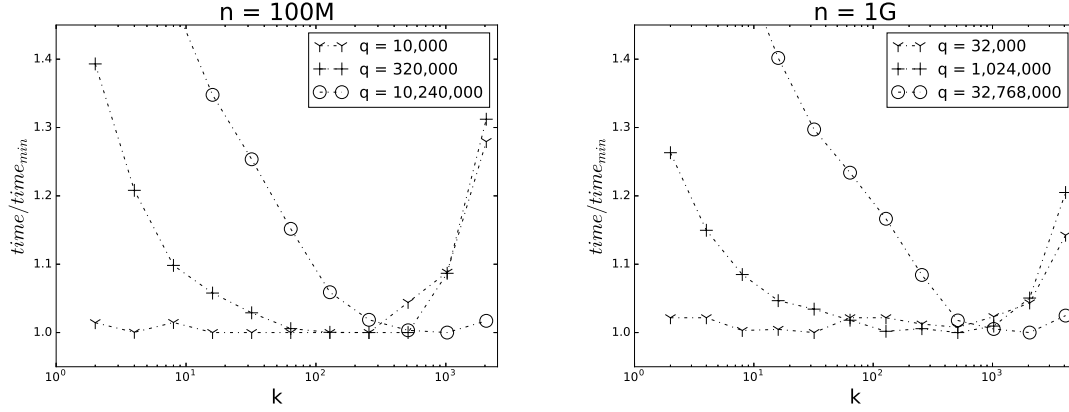 n = 100M
time/time_min
1.4
1.3
1.2
1.1
1.0
q = 10,000
q = 320,000
q = 10,240,000
10^0 10^1 10^2 10^3
k
n = 1G
time/time_min
1.4
1.3
1.2
1.1
1.0
q = 32,000
q = 1,024,000
q = 32,768,000
10^0 10^1 10^2 10^3
k